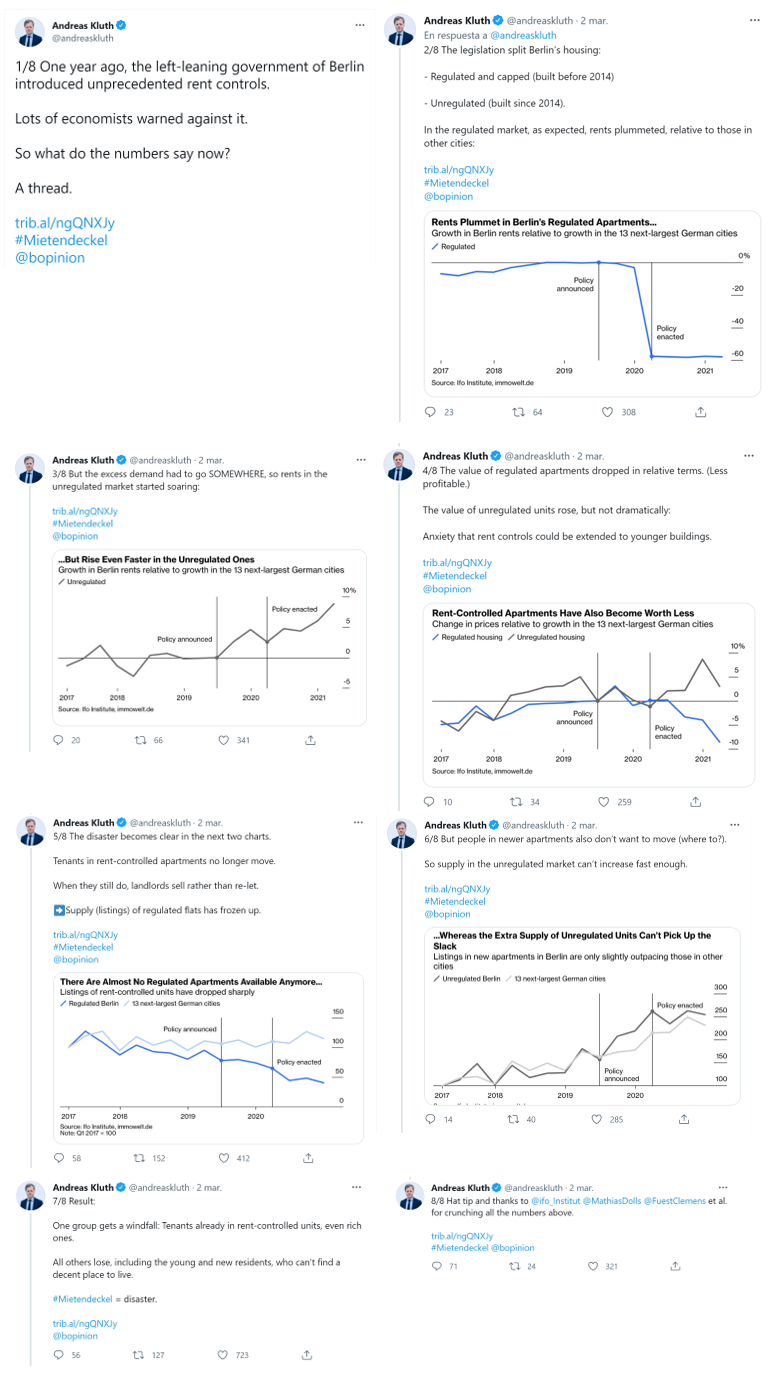 Andreas Kluth
@andreaskluth
1/8 One year ago, the left-leaning government of Berlin
introduced unprecedented rent controls.
Lots of economists warned against it.
So what do the numbers say now?
A thread.
trib.al/ngQNXJy
#Mietendeckel
@bopinion
Andreas Kluth @andreaskluth · 2 mar.
En respuesta a @andreaskluth
2/8 The legislation split Berlin's housing:
- Regulated and capped (built before 2014)
- Unregulated (built since 2014).
In the regulated market, as expected, rents plummeted, relative to those in
other cities:
trib.al/ngQNXJy
#Mietendeckel
@bopinion
Rents Plummet in Berlin's Regulated Apartments...
Growth in Berlin rents relative to growth in the 13 next-largest German cities
Regulated
0%
Policy
announced
-20
-40
Policy
enacted
-60
2017 2018 2019 2020 2021
Source: Ifo Institute, immowelt.de
23 64 308
Andreas Kluth @andreaskluth · 2 mar.
3/8 But the excess demand had to go SOMEWHERE, so rents in the
unregulated market started soaring:
trib.al/ngQNXJy
#Mietendeckel
@bopinion
...But Rise Even Faster in the Unregulated Ones
Growth in Berlin rents relative to growth in the 13 next-largest German cities
Unregulated
10%
Policy enacted
5
Policy announced
0
-5
2017 2018 2019 2020 2021
Source: Ifo Institute, immowelt.de
20 66 341
Andreas Kluth @andreaskluth · 2 mar.
4/8 The value of regulated apartments dropped in relative terms. (Less
profitable.)
The value of unregulated units rose, but not dramatically:
Anxiety that rent controls could be extended to younger buildings.
trib.al/ngQNXJy
#Mietendeckel
@bopinion
Rent-Controlled Apartments Have Also Become Worth Less
Change in prices relative to growth in the 13 next-largest German cities
Regulated housing Unregulated housing
10%
5
0
Policy
announced
-5
Policy
enacted
-10
2017 2018 2019 2020 2021
Source: Ifo Institute, immowelt.de
10 34 259
Andreas Kluth @andreaskluth · 2 mar.
5/8 The disaster becomes clear in the next two charts.
Tenants in rent-controlled apartments no longer move.
When they still do, landlords sell rather than re-let.
➡Supply (listings) of regulated flats has frozen up.
trib.al/ngQNXJy
#Mietendeckel
@bopinion
There Are Almost No Regulated Apartments Available Anymore...
Listings of rent-controlled units have dropped sharply
Regulated Berlin 13 next-largest German cities
150
Policy announced
100
Policy enacted
50
0
2017 2018 2019 2020
Source: Ifo Institute, immowelt.de
Note: Q1 2017 = 100
58 152 412
Andreas Kluth @andreaskluth · 2 mar.
6/8 But people in newer apartments also don't want to move (where to?).
So supply in the unregulated market can't increase fast enough.
trib.al/ngQNXJy
#Mietendeckel
@bopinion
...Whereas the Extra Supply of Unregulated Units Can't Pick Up the
Slack
Listings in new apartments in Berlin are only slightly outpacing those in other
cities
Unregulated Berlin 13 next-largest German cities
300
Policy enacted
250
200
150
Policy
announced
100
2017 2018 2019 2020
14 40 285
Andreas Kluth @andreaskluth · 2 mar.
7/8 Result:
One group gets a windfall: Tenants already in rent-controlled units, even rich
ones.
All others lose, including the young and new residents, who can't find a
decent place to live.
#Mietendeckel = disaster.
trib.al/ngQNXJy
@bopinion
56 127 723
Andreas Kluth @andreaskluth · 2 mar.
8/8 Hat tip and thanks to @ifo_Institut @MathiasDolls @FuestClemens et al.
for crunching all the numbers above.
trib.al/ngQNXJy
#Mietendeckel @bopinion
71 24 321